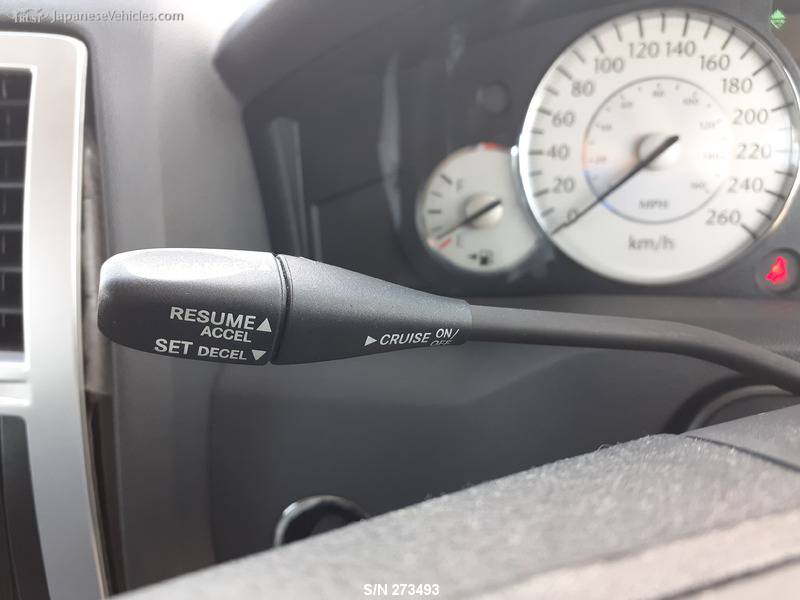 TRUST JapaneseVehicles.com
RESUME▲
ACCEL
SET DECEL▼
▶CRUISE ON/
OFF
F
E
0 20 40 60 80 100 120 140 160 180 200 220 240 260
MPH
km/h
S/N 273493